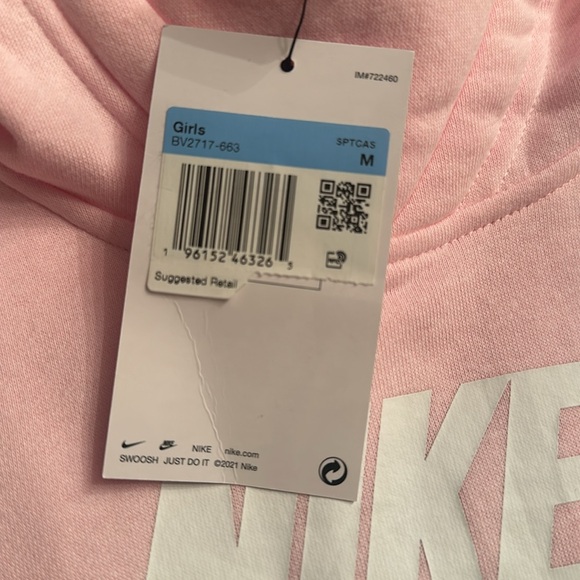 IM#722460
Girls
BV2717-663
SPTCAS
M
1 96152 46326 5
Suggested Retail
NIKE nike.com
SWOOSH JUST DO IT ©2021 Nike
NIKE